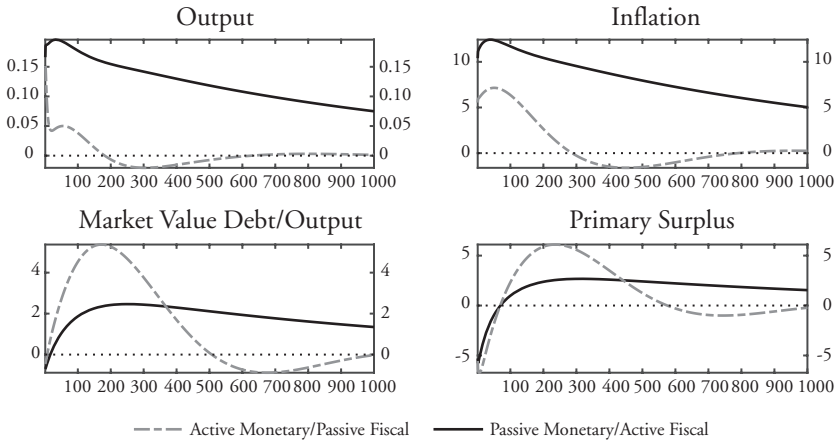 Output
Inflation
0.15
0.10
0.05
0
0.15
0.10
0.05
0
100 200 300 400 500 600 700 800 900 1000
10
5
0
10
5
0
100 200 300 400 500 600 700 800 900 1000
Market Value Debt/Output
Primary Surplus
4
2
0
4
2
0
100 200 300 400 500 600 700 800 900 1000
5
0
-5
5
0
-5
100 200 300 400 500 600 700 800 900 1000
Active Monetary/Passive Fiscal
Passive Monetary/Active Fiscal